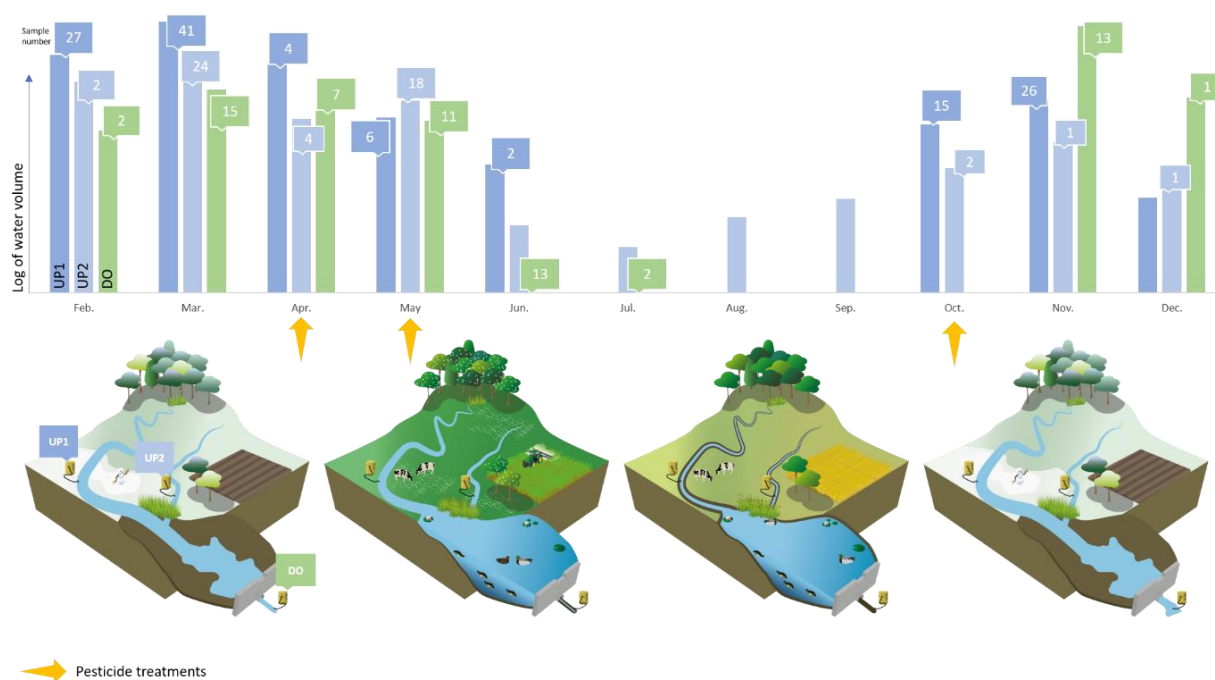 Sample
number
27
2
2
41
24
15
4
4
7
6
18
11
2
13
2
15
2
26
1
13
1
1
Log of water volume
UP1
UP2
DO
Feb.
Mar.
Apr.
May
Jun.
Jul.
Aug.
Sep.
Oct.
Nov.
Dec.
UP1
UP2
DO
Pesticide treatments